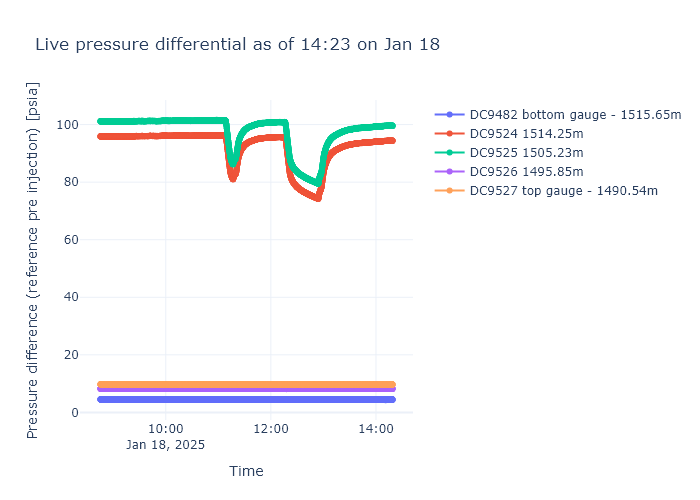 Live pressure differential as of 14:23 on Jan 18
Pressure difference (reference pre injection) [psia]
100
80
60
40
20
0
10:00
Jan 18, 2025
12:00
14:00
Time
DC9482 bottom gauge - 1515.65m
DC9524 1514.25m
DC9525 1505.23m
DC9526 1495.85m
DC9527 top gauge - 1490.54m